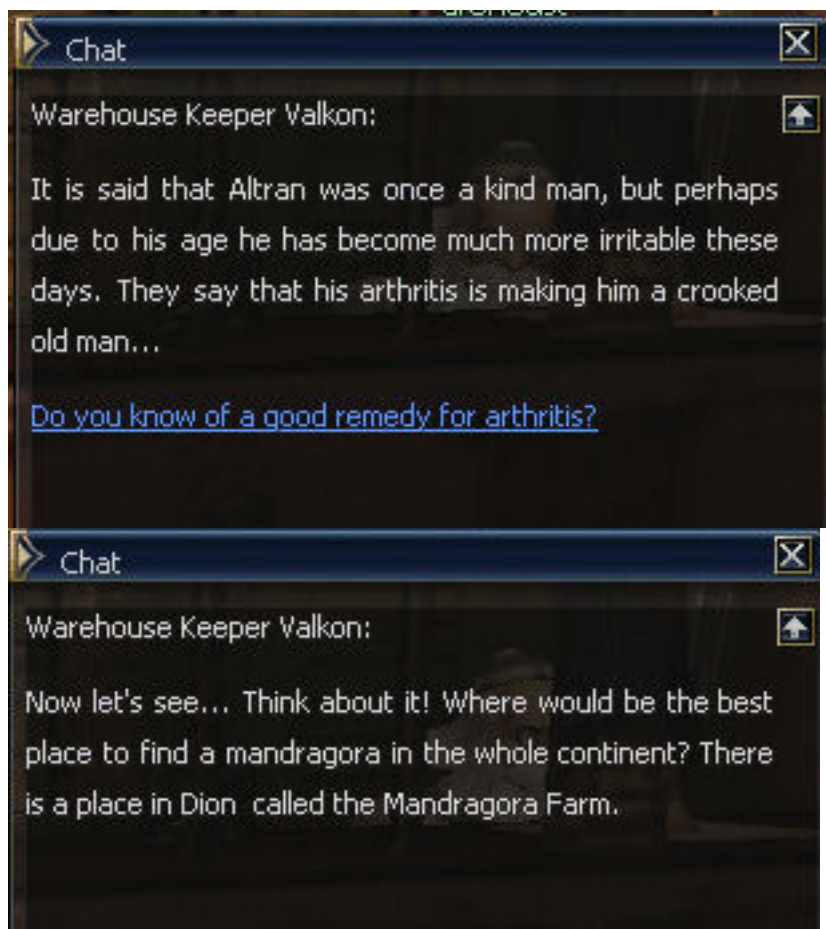 Chat
Warehouse Keeper Valkon:
It is said that Altran was once a kind man, but perhaps
due to his age he has become much more irritable these
days. They say that his arthritis is making him a crooked
old man...
Do you know of a good remedy for arthritis?
Chat
Warehouse Keeper Valkon:
Now let's see... Think about it! Where would be the best
place to find a mandragora in the whole continent? There
is a place in Dion called the Mandragora Farm.